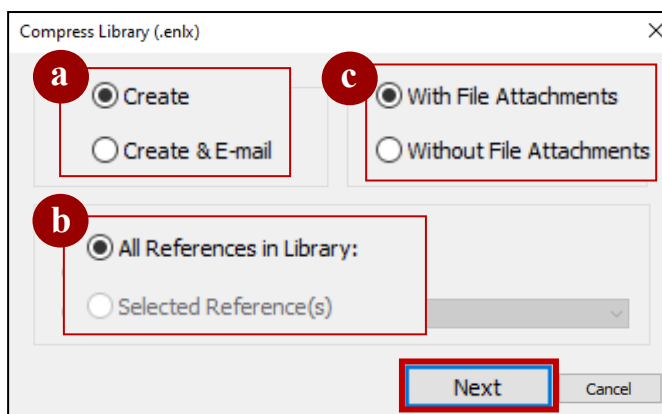 Compress Library (.enlx)
a
Create
Create & E-mail
c
With File Attachments
Without File Attachments
b
All References in Library:
Selected Reference(s)
Next
Cancel